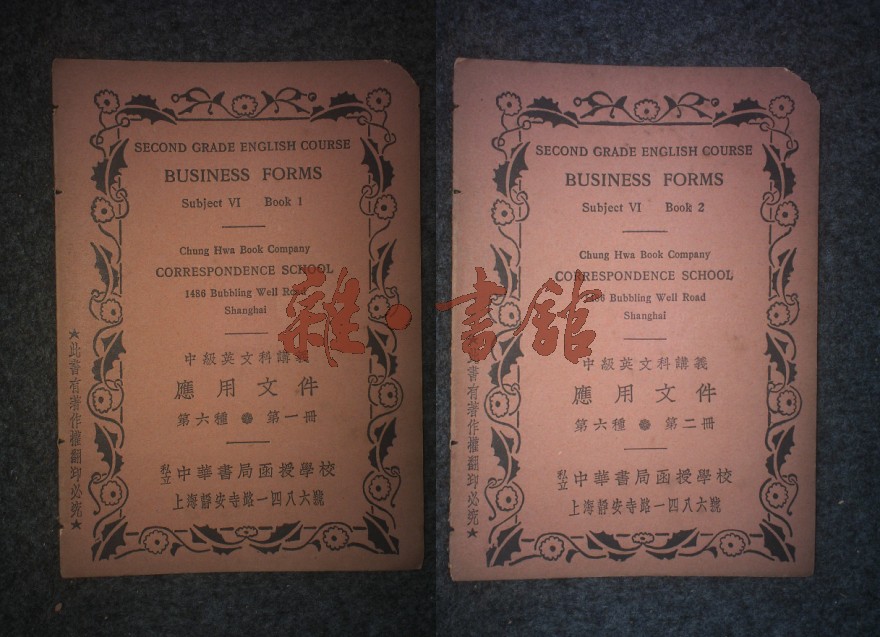 SECOND GRADE ENGLISH COURSE
BUSINESS FORMS
Subject VI Book 1
Chung Hwa Book Company
CORRESPONDENCE SCHOOL
1486 Bubbling Well Road
Shanghai
中級英文科講義
應用文件
第六種 第一冊
私立中華書局函授學校
上海靜安寺路一四八六號
★此書有著作權翻印必究★
SECOND GRADE ENGLISH COURSE
BUSINESS FORMS
Subject VI Book 2
Chung Hwa Book Company
CORRESPONDENCE SCHOOL
1486 Bubbling Well Road
Shanghai
中級英文科講義
應用文件
第六種 第二冊
私立中華書局函授學校
上海靜安寺路一四八六號
書有著作權翻印必究★
雜·書館